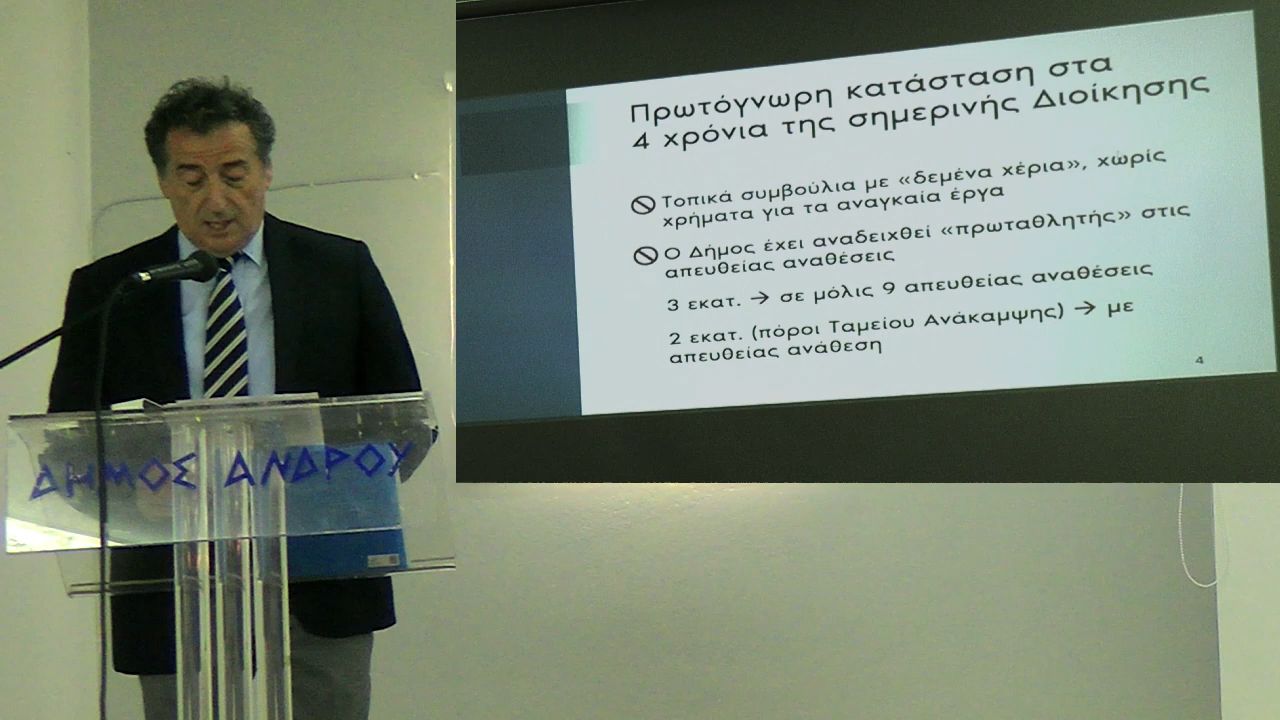 Πρωτόγνωρη κατάσταση στα
4 χρόνια της σημερινής Διοίκησης
Τοπικά συμβούλια με «δεμένα χέρια», χωρίς
χρήματα για τα αναγκαία έργα
Ο Δήμος έχει αναδειχθεί «πρωταθλητής» στις
απευθείας αναθέσεις
3 εκατ. → σε μόλις 9 απευθείας αναθέσεις
2 εκατ. (πόροι Ταμείου Ανάκαμψης) → με
απευθείας ανάθεση
4
ΔΗΜΟΣ ΑΝΔΡΟΥ